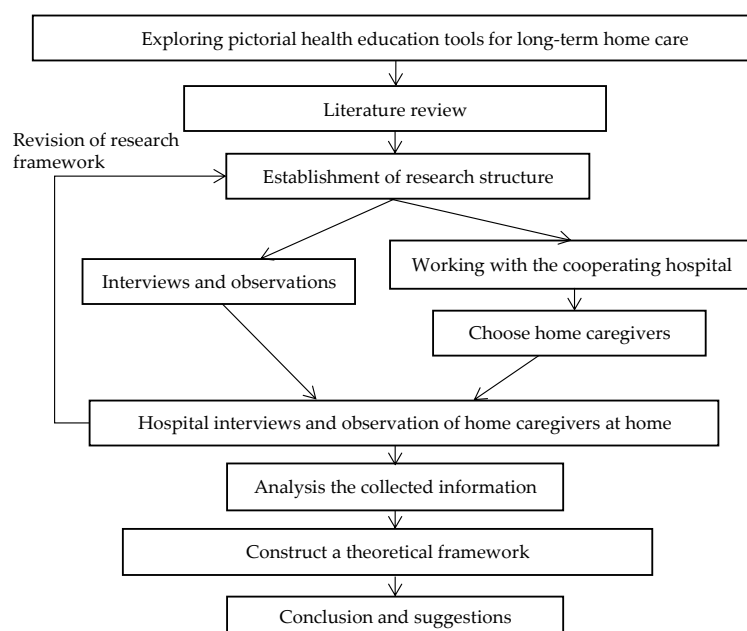 Exploring pictorial health education tools for long-term home care
Literature review
Revision of research
framework
Establishment of research structure
Interviews and observations
Working with the cooperating hospital
Choose home caregivers
Hospital interviews and observation of home caregivers at home
Analysis the collected information
Construct a theoretical framework
Conclusion and suggestions